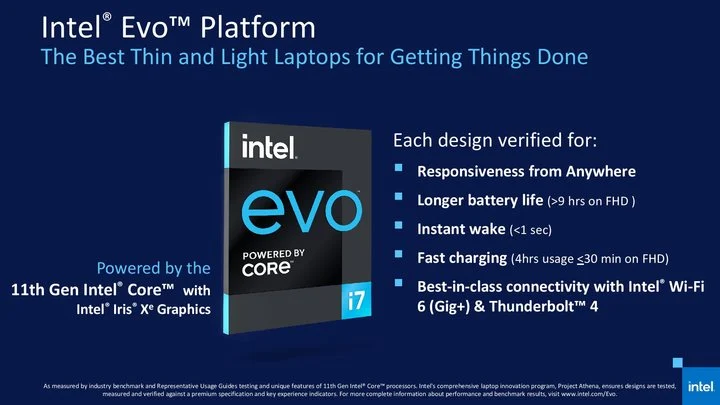 Intel® Evo™ Platform
The Best Thin and Light Laptops for Getting Things Done
intel®
evo™
POWERED BY
CORE™
i7
Powered by the
11th Gen Intel® Core™ with
Intel® Iris® Xᵉ Graphics
Each design verified for:
Responsiveness from Anywhere
Longer battery life (>9 hrs on FHD )
Instant wake (<1 sec)
Fast charging (4hrs usage ≤30 min on FHD)
Best-in-class connectivity with Intel® Wi-Fi
6 (Gig+) & Thunderbolt™ 4
As measured by industry benchmark and Representative Usage Guides testing and unique features of 11th Gen Intel® Core™ processors. Intel's comprehensive laptop innovation program, Project Athena, ensures designs are tested,
measured and verified against a premium specification and key experience indicators. For more complete information about performance and benchmark results, visit www.intel.com/Evo.
intel